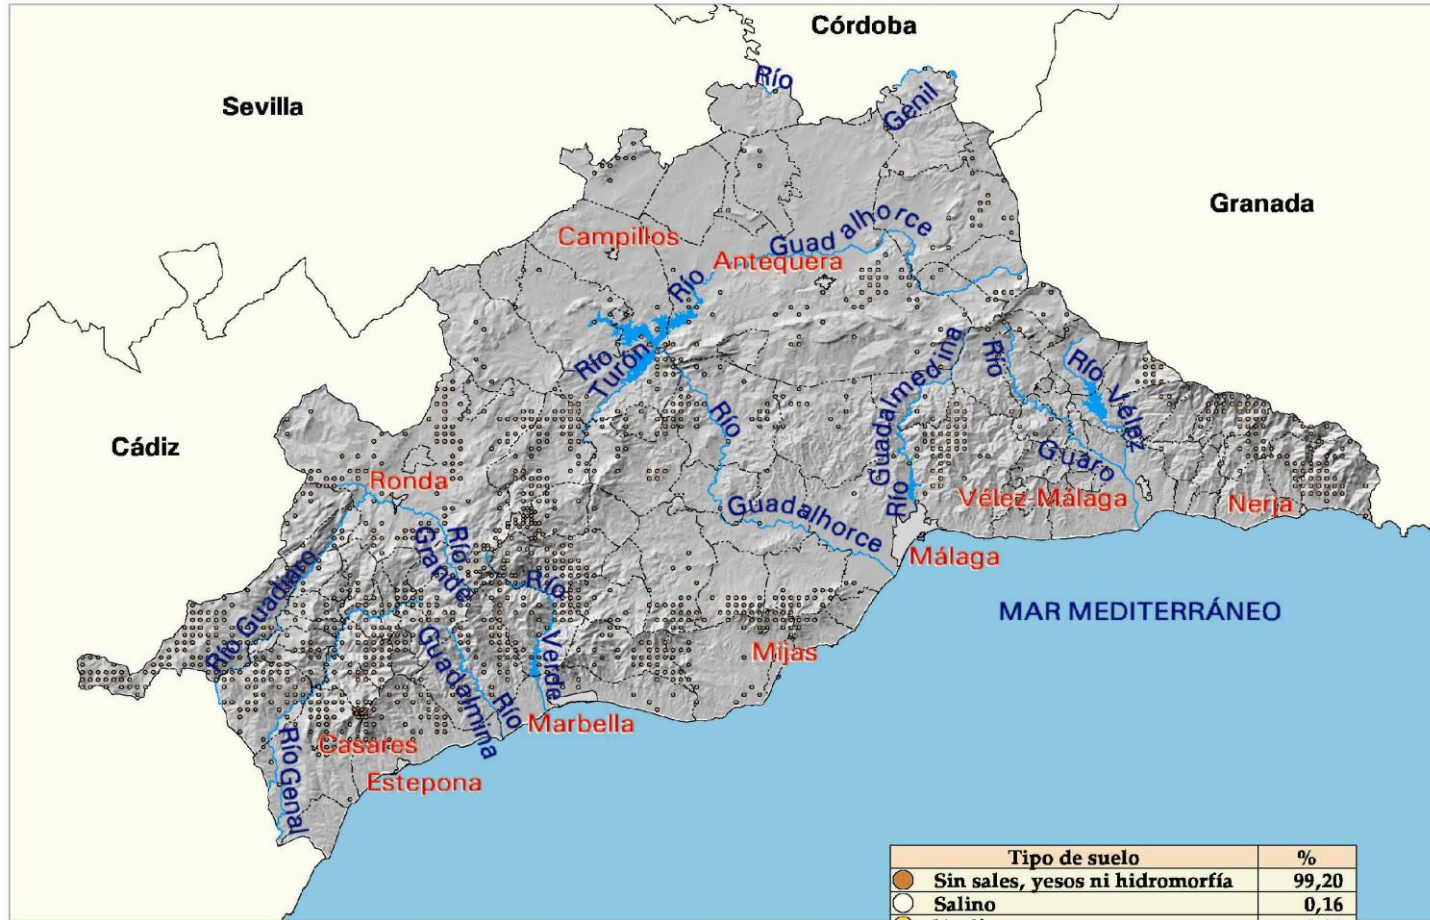 Córdoba
Río
Genil
Sevilla
Granada
Campillos
Guadalhorce
Antequera
Río
Río
Turón
Guadalmedina
Río
Río
Río Vélez
Río
Cádiz
Guaro
Ronda
Guadalhorce
Río
Vélez-Málaga
Nerja
Río
Grande
Málaga
Río Guadiaro
Río
MAR MEDITERRÁNEO
Verde
Mijas
Guadalmina
Río
Marbella
Río Genal
Casares
Estepona
Tipo de suelo %
Sin sales, yesos ni hidromorfía 99,20
Salino 0,16